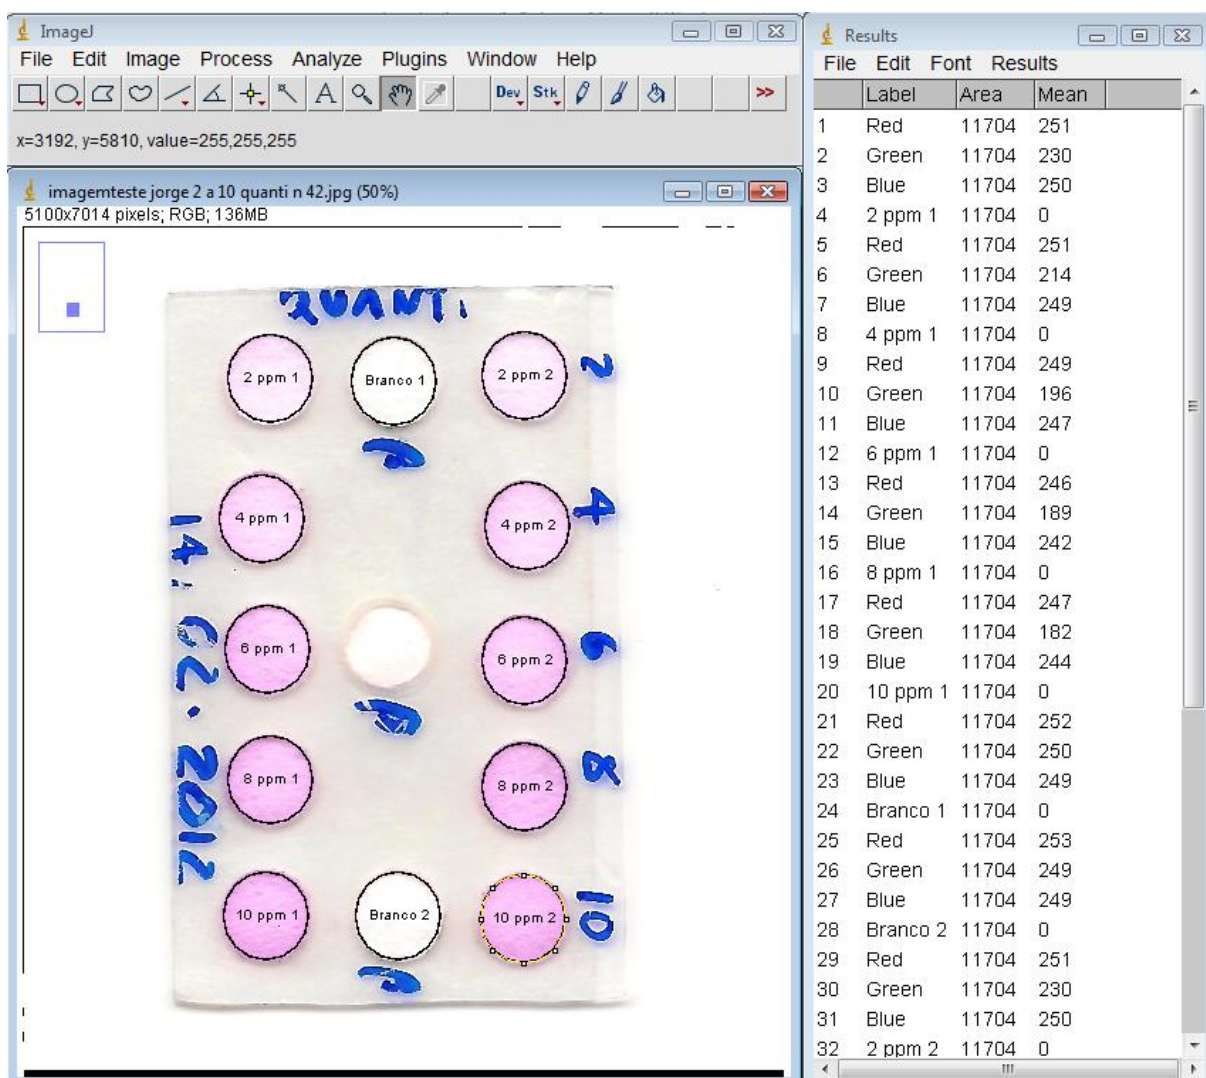 ImageJ
File Edit Image Process Analyze Plugins Window Help
Dev Stk >>
x=3192, y=5810, value=255,255,255
imagemteste jorge 2 a 10 quanti n 42.jpg (50%)
5100x7014 pixels; RGB; 136MB
QUANTI
2 ppm 1 Branco 1 2 ppm 2 2
4 ppm 1 4 ppm 2 4
6 ppm 1 6 ppm 2 6
8 ppm 1 8 ppm 2 8
10 ppm 1 Branco 2 10 ppm 2 10
14.02.2012
Results
File Edit Font Results
Label Area Mean
1 Red 11704 251
2 Green 11704 230
3 Blue 11704 250
4 2 ppm 1 11704 0
5 Red 11704 251
6 Green 11704 214
7 Blue 11704 249
8 4 ppm 1 11704 0
9 Red 11704 249
10 Green 11704 196
11 Blue 11704 247
12 6 ppm 1 11704 0
13 Red 11704 246
14 Green 11704 189
15 Blue 11704 242
16 8 ppm 1 11704 0
17 Red 11704 247
18 Green 11704 182
19 Blue 11704 244
20 10 ppm 1 11704 0
21 Red 11704 252
22 Green 11704 250
23 Blue 11704 249
24 Branco 1 11704 0
25 Red 11704 253
26 Green 11704 249
27 Blue 11704 249
28 Branco 2 11704 0
29 Red 11704 251
30 Green 11704 230
31 Blue 11704 250
32 2 ppm 2 11704 0